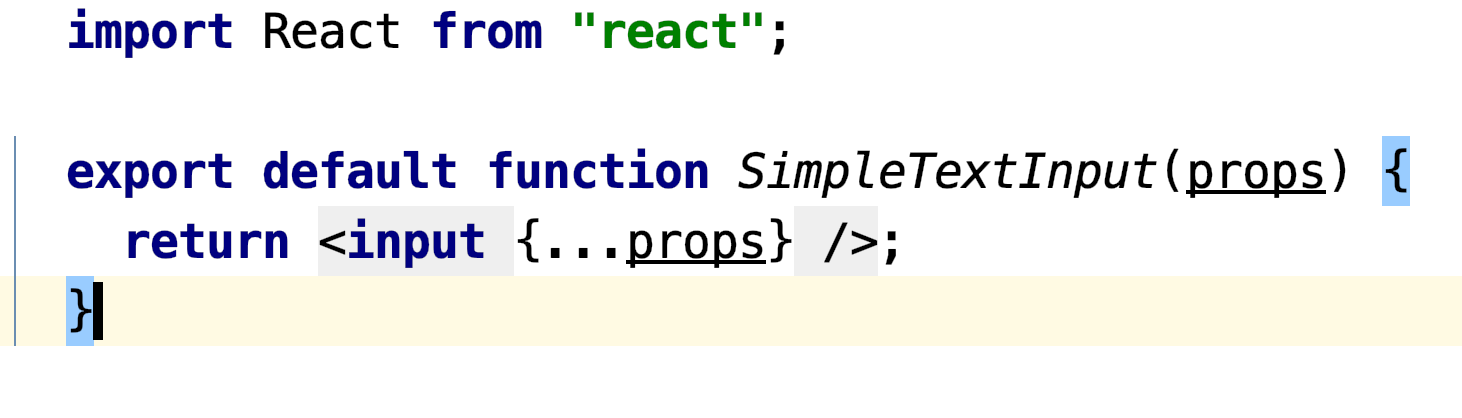 import React from "react";
export default function SimpleTextInput(props) {
return <input {...props} />;
}